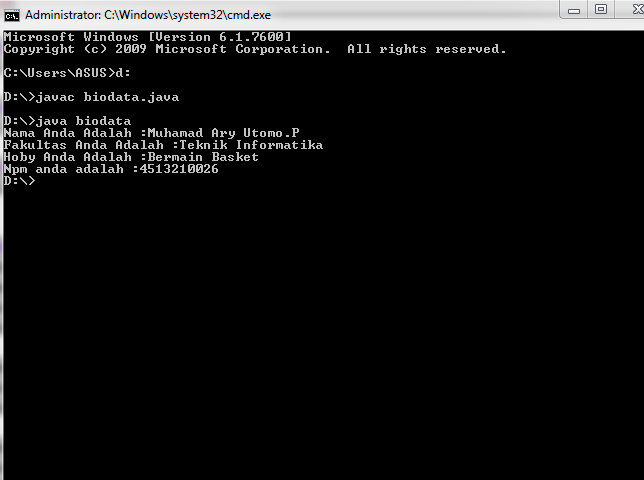 Administrator: C:\Windows\system32\cmd.exe
Microsoft Windows [Version 6.1.7600]
Copyright (c) 2009 Microsoft Corporation.  All rights reserved.
C:\Users\ASUS>d:
D:\>javac biodata.java
D:\>java biodata
Nama Anda Adalah :Muhamad Ary Utomo.P
Fakultas Anda Adalah :Teknik Informatika
Hoby Anda Adalah :Bermain Basket
Npm anda adalah :4513210026
D:\>